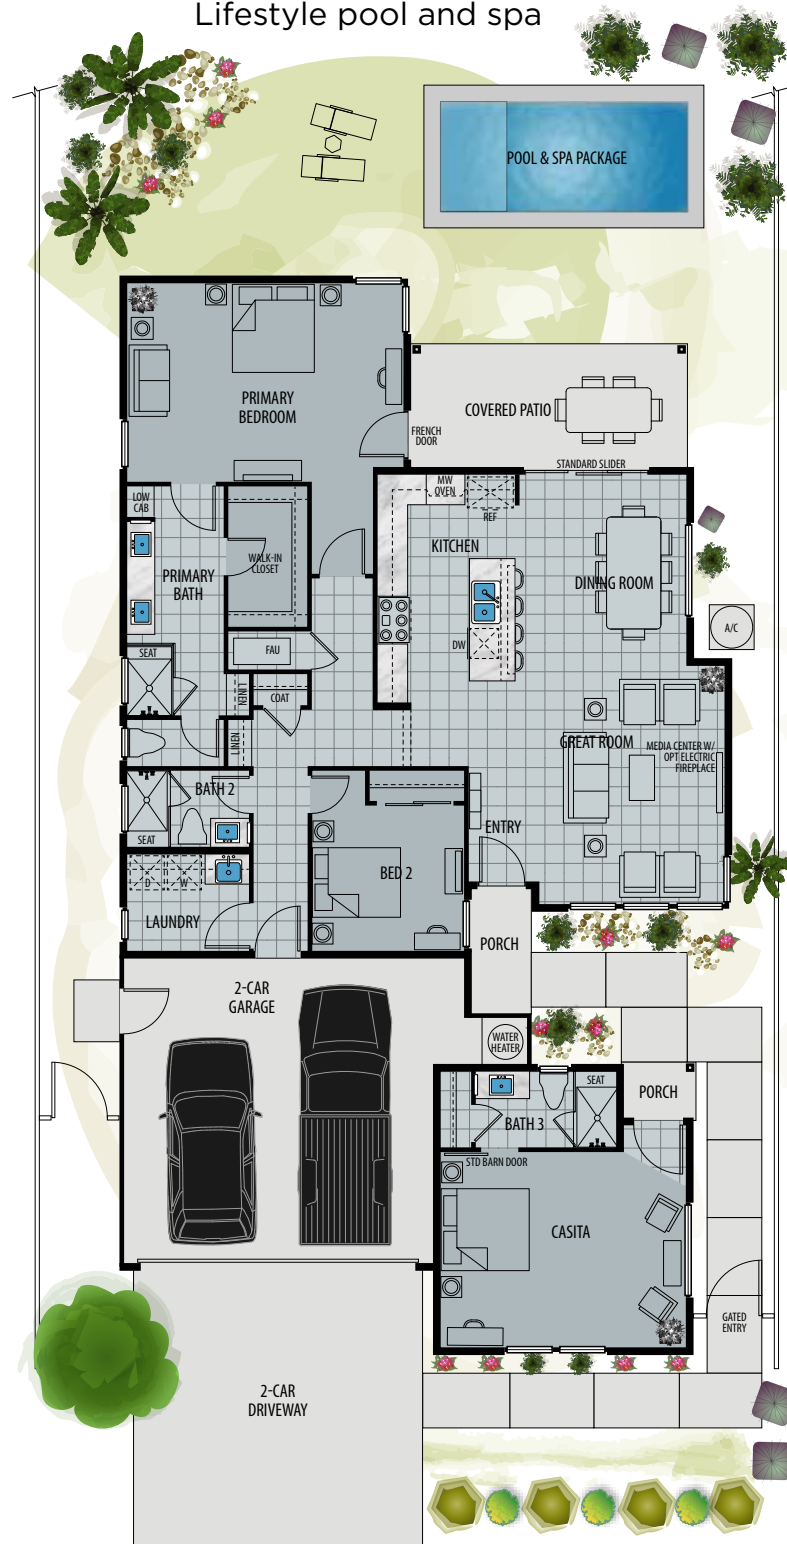 Lifestyle pool and spa
POOL & SPA PACKAGE
PRIMARY
BEDROOM
COVERED PATIO
FRENCH
DOOR
STANDARD SLIDER
LOW
CAB
MW
OVEN
REF
KITCHEN
WALK-IN
CLOSET
PRIMARY
BATH
DINING ROOM
A/C
DW
SEAT
FAU
LINEN
COAT
LINEN
GREAT ROOM
MEDIA CENTER W/
OPT ELECTRIC
FIREPLACE
BATH 2
SEAT
ENTRY
BED 2
D
W
LAUNDRY
PORCH
2-CAR
GARAGE
WATER
HEATER
SEAT
PORCH
BATH 3
STD BARN DOOR
CASITA
GATED
ENTRY
2-CAR
DRIVEWAY